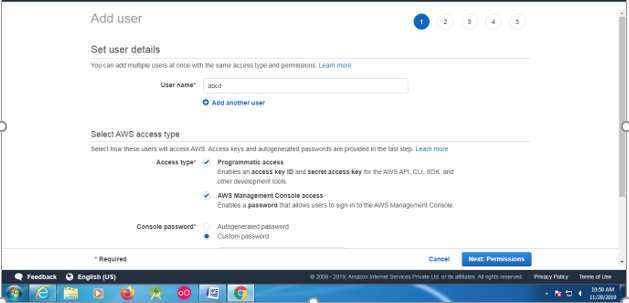 Add user
1 2 3 4 5
Set user details
You can add multiple users at once with the same access type and permissions. Learn more
User name* abcd
Add another user
Select AWS access type
Select how these users will access AWS. Access keys and autogenerated passwords are provided in the last step. Learn more
Access type* Programmatic access
Enables an access key ID and secret access key for the AWS API, CLI, SDK, and
other development tools.
AWS Management Console access
Enables a password that allows users to sign-in to the AWS Management Console.
Console password* Autogenerated password
Custom password
* Required Cancel Next: Permissions
Feedback English (US) © 2008 - 2019, Amazon Internet Services Private Ltd. or its affiliates. All rights reserved. Privacy Policy Terms of Use
10:50 AM
11/29/2019